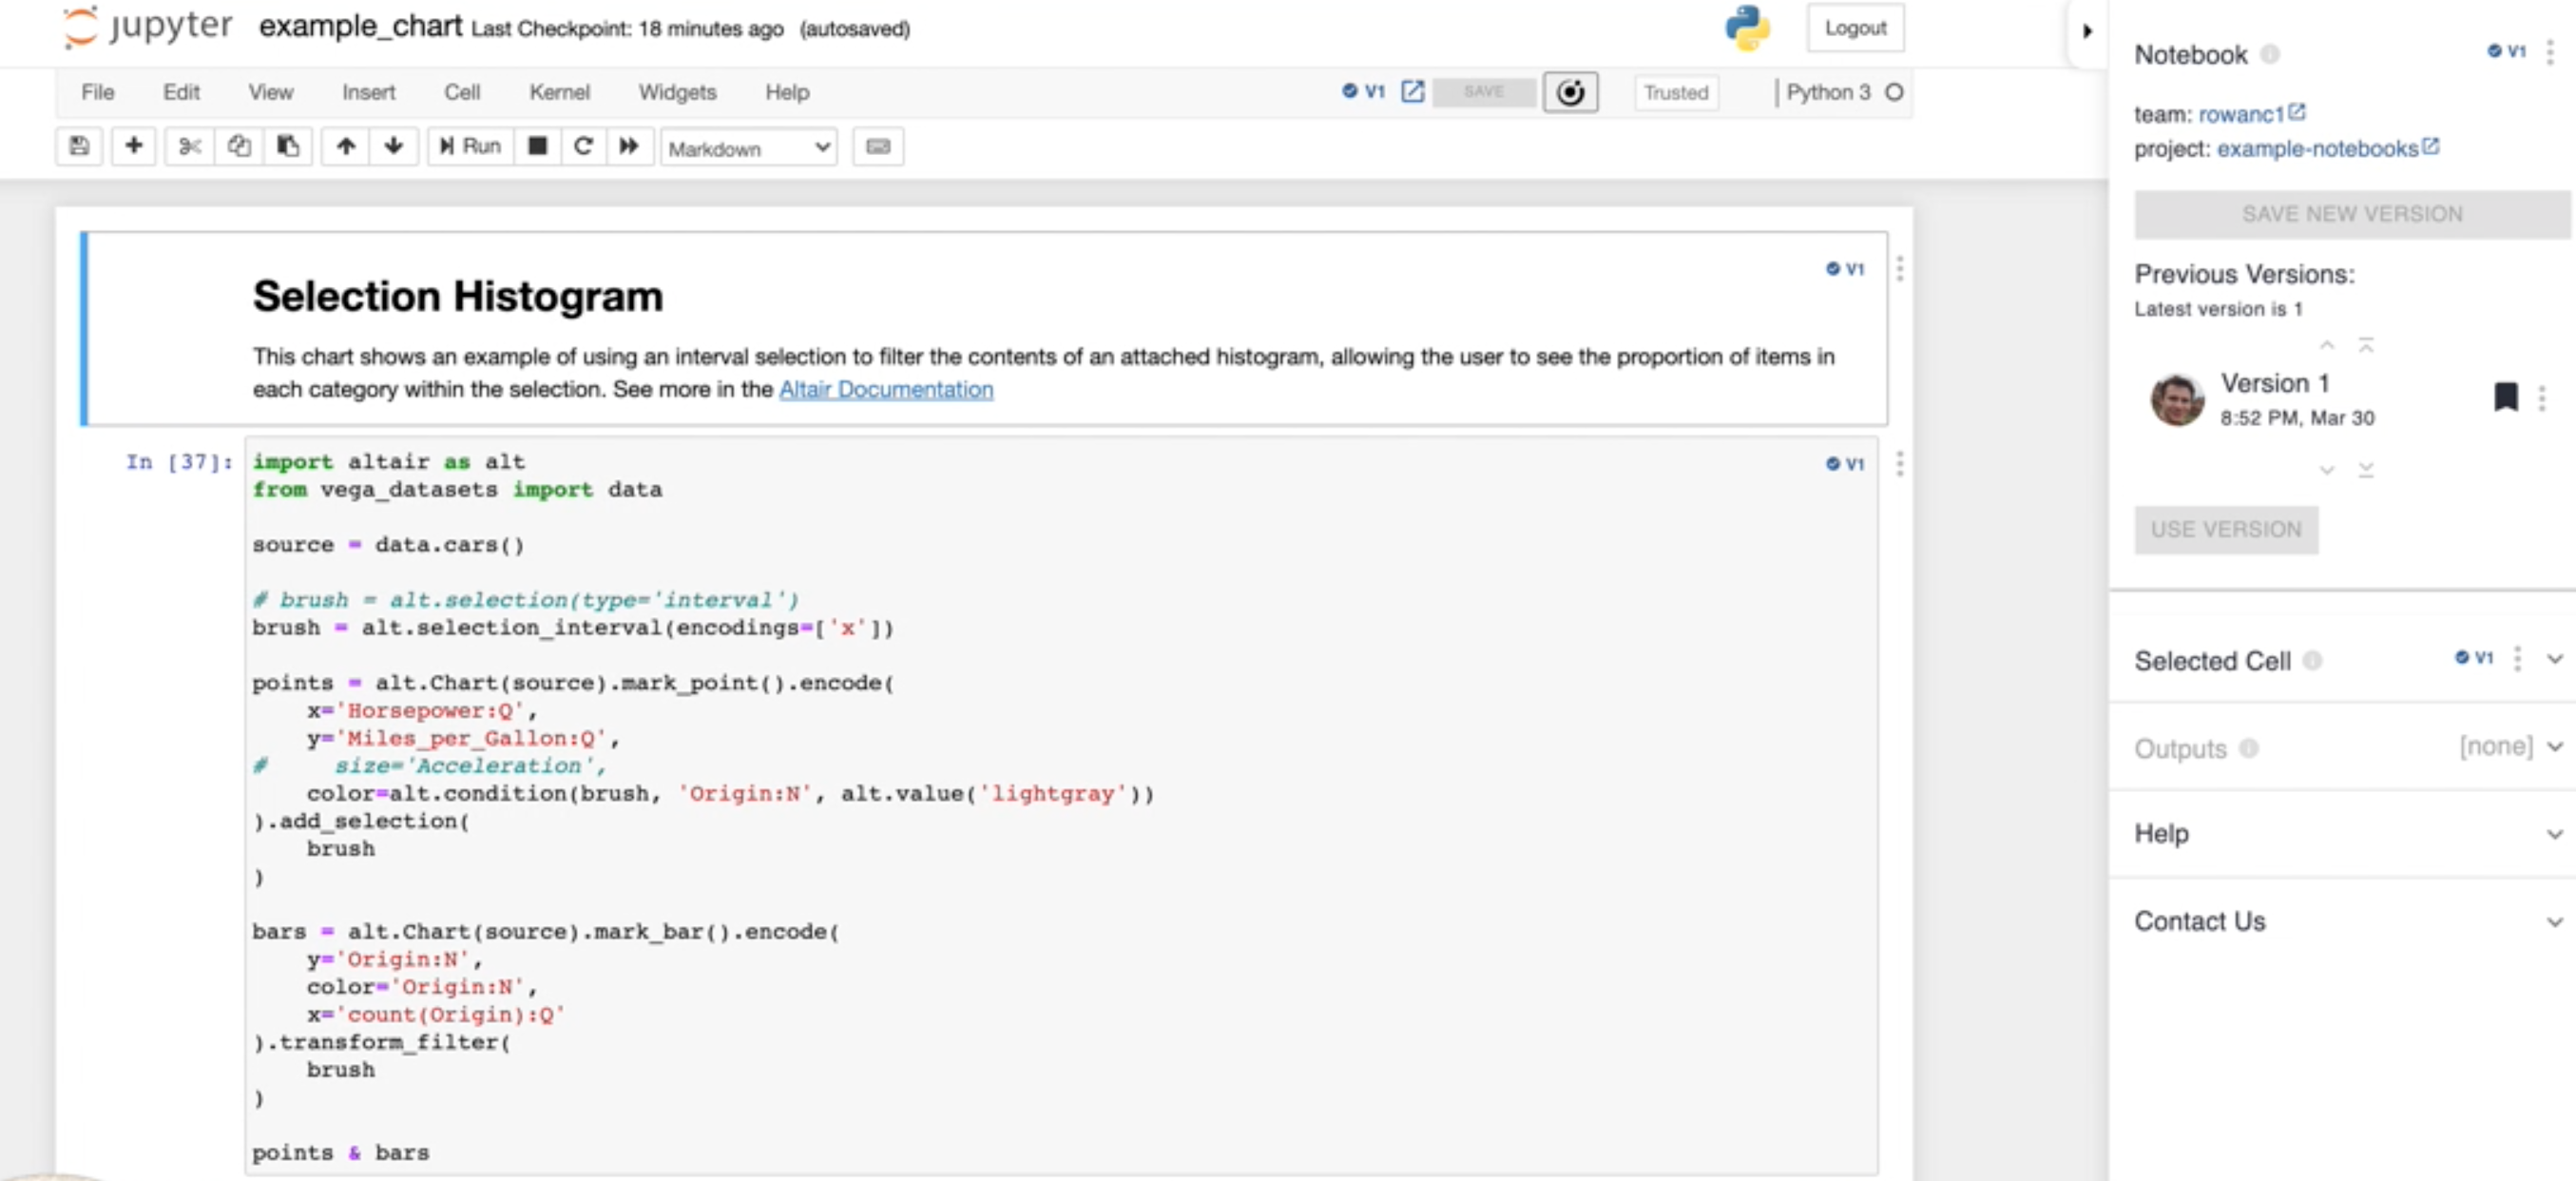 jupyter example_chart Last Checkpoint: 18 minutes ago (autosaved)
Logout
File Edit View Insert Cell Kernel Widgets Help
V1 SAVE Trusted Python 3
Run Markdown
Selection Histogram
V1
This chart shows an example of using an interval selection to filter the contents of an attached histogram, allowing the user to see the proportion of items in
each category within the selection. See more in the Altair Documentation
In [37]:
V1
import altair as alt
from vega_datasets import data
source = data.cars()
# brush = alt.selection(type='interval')
brush = alt.selection_interval(encodings=['x'])
points = alt.Chart(source).mark_point().encode(
    x='Horsepower:Q',
    y='Miles_per_Gallon:Q',
#     size='Acceleration',
    color=alt.condition(brush, 'Origin:N', alt.value('lightgray'))
).add_selection(
    brush
)
bars = alt.Chart(source).mark_bar().encode(
    y='Origin:N',
    color='Origin:N',
    x='count(Origin):Q'
).transform_filter(
    brush
)
points & bars
Notebook V1
team: rowanc1
project: example-notebooks
SAVE NEW VERSION
Previous Versions:
Latest version is 1
Version 1
8:52 PM, Mar 30
USE VERSION
Selected Cell V1
Outputs [none]
Help
Contact Us